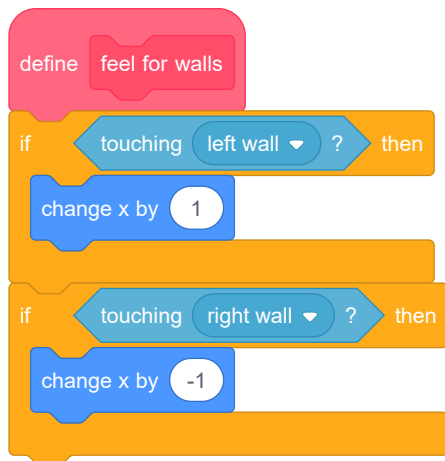 define feel for walls
if touching left wall ? then
change x by 1
if touching right wall ? then
change x by -1